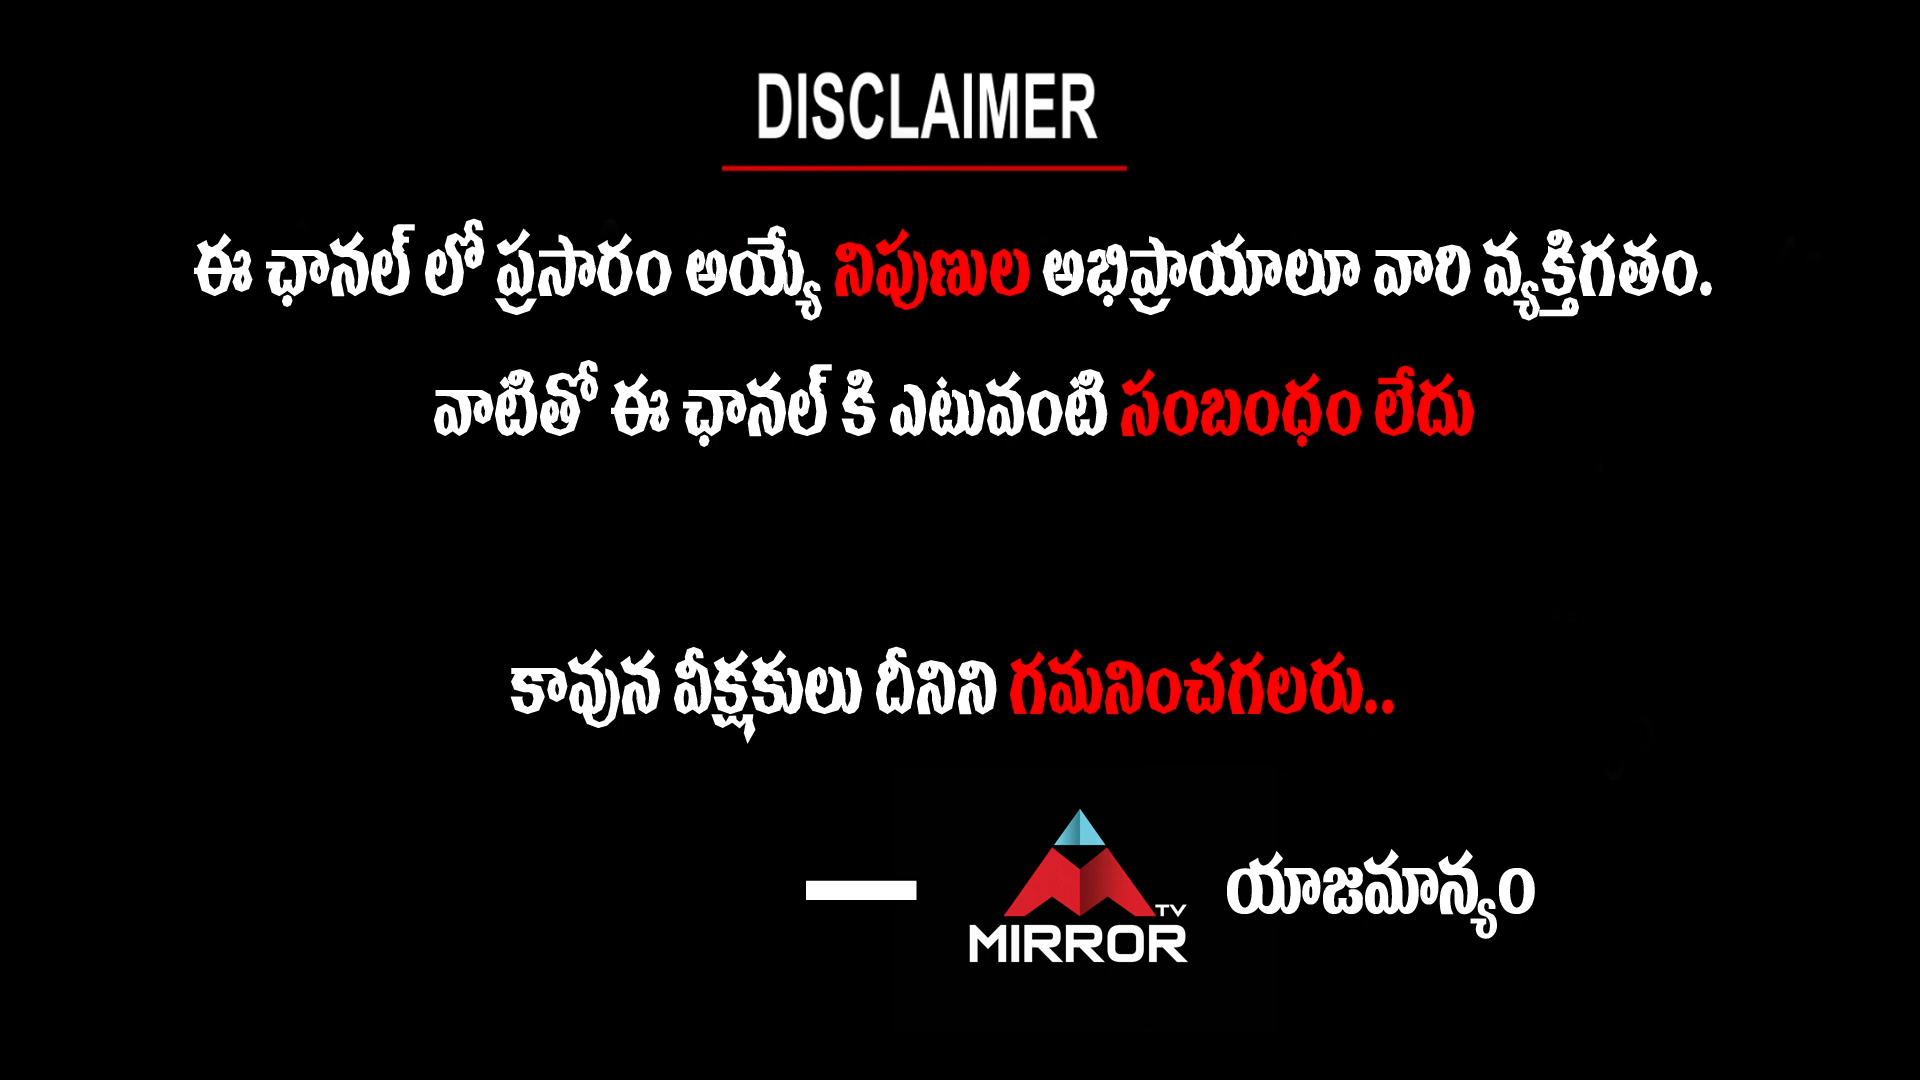 DISCLAIMER
ఈ ఛానల్ లో ప్రసారం అయ్యే నిపుణుల అభిప్రాయాలూ వారి వ్యక్తిగతం.
వాటితో ఈ ఛానల్ కి ఎటువంటి సంబంధం లేదు
కావున వీక్షకులు దీనిని గమనించగలరు..
— MIRROR TV యాజమాన్యం